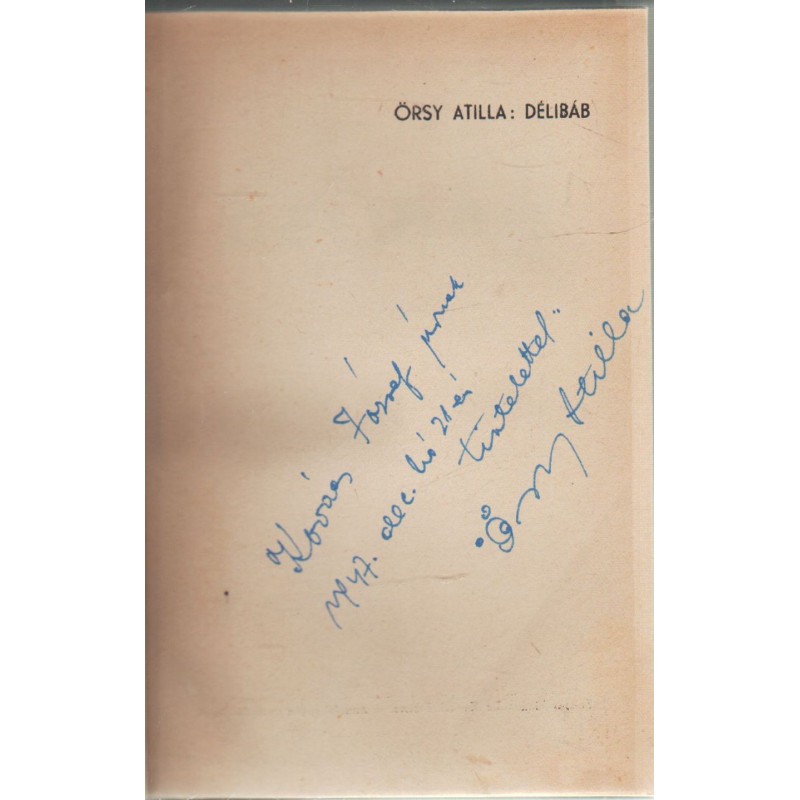 ÖRSY ATILLA: DÉLIBÁB
Kovács József úrnak
1947. dec. hó 21-én
tisztelettel:
Örsy Atilla